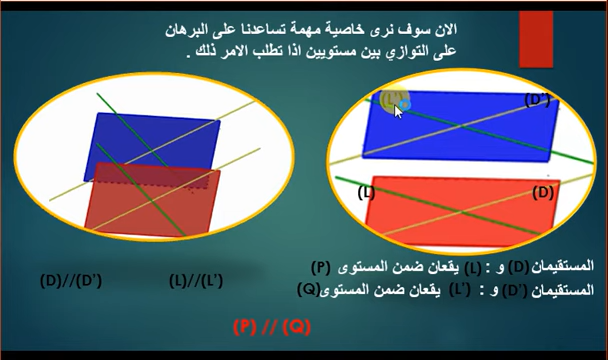 الان سوف نرى خاصية مهمة تساعدنا على البرهان
على التوازي بين مستويين اذا تطلب الامر ذلك .
(L') (D')
(L) (D)
المستقيمان (D) و : (L) يقعان ضمن المستوى (P)
المستقيمان (D') و : (L') يقعان ضمن المستوى (Q)
(D)//(D') (L)//(L')
(P) // (Q)